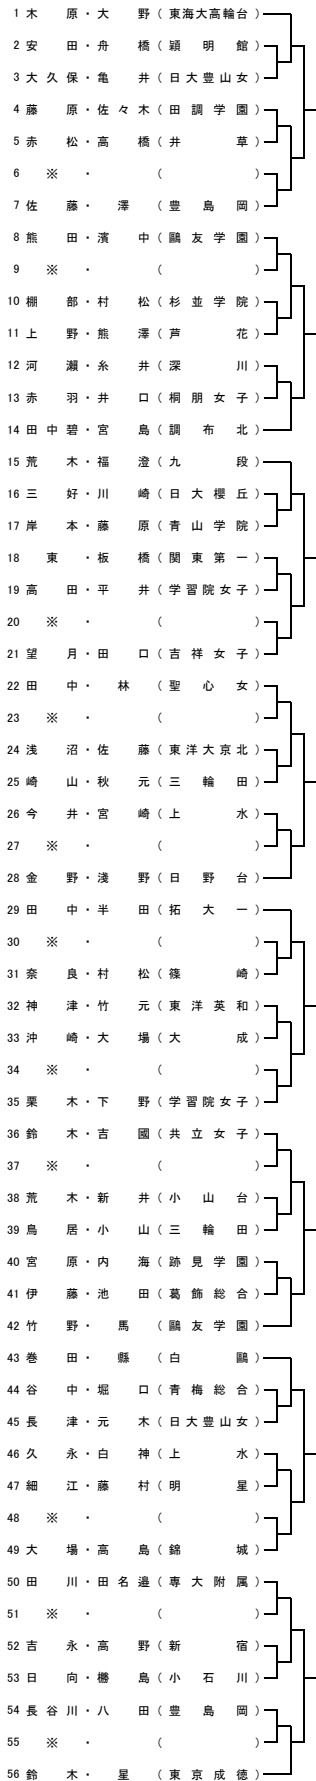 1 木原・大野(東海大高輪台)
2 安田・舟橋(穎明館)
3 大久保・亀井(日大豊山女)
4 藤原・佐々木(田調学園)
5 赤松・高橋(井草)
6 ※・( )
7 佐藤・澤(豊島岡)
8 熊田・濱中(鷗友学園)
9 ※・( )
10 棚部・村松(杉並学院)
11 上野・熊澤(芦花)
12 河瀬・糸井(深川)
13 赤羽・井口(桐朋女子)
14 田中碧・宮島(調布北)
15 荒木・福澄(九段)
16 三好・川崎(日大櫻丘)
17 岸本・藤原(青山学院)
18 東・板橋(関東第一)
19 高田・平井(学習院女子)
20 ※・( )
21 望月・田口(吉祥女子)
22 田中・林(聖心女)
23 ※・( )
24 浅沼・佐藤(東洋大京北)
25 崎山・秋元(三輪田)
26 今井・宮崎(上水)
27 ※・( )
28 金野・淺野(日野台)
29 田中・半田(拓大一)
30 ※・( )
31 奈良・村松(篠崎)
32 神津・竹元(東洋英和)
33 沖崎・大場(大成)
34 ※・( )
35 栗木・下野(学習院女子)
36 鈴木・吉國(共立女子)
37 ※・( )
38 荒木・新井(小山台)
39 鳥居・小山(三輪田)
40 宮原・内海(跡見学園)
41 伊藤・池田(葛飾総合)
42 竹野・馬(鷗友学園)
43 巻田・縣(白鷗)
44 谷中・堀口(青梅総合)
45 長津・元木(日大豊山女)
46 久永・白神(上水)
47 細江・藤村(明星)
48 ※・( )
49 大場・高島(錦城)
50 田川・田名邉(専大附属)
51 ※・( )
52 吉永・高野(新宿)
53 日向・橳島(小石川)
54 長谷川・八田(豊島岡)
55 ※・( )
56 鈴木・星(東京成徳)